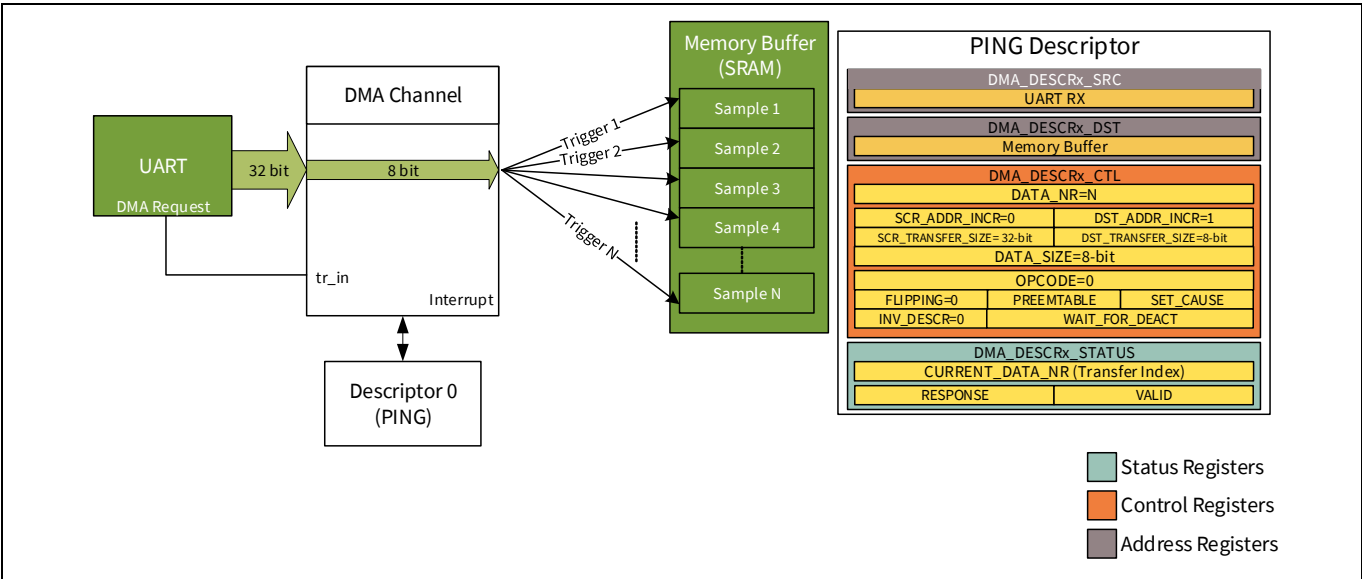 UART
DMA Request
32 bit
DMA Channel
8 bit
tr_in
Interrupt
Descriptor 0
(PING)
Trigger 1
Trigger 2
Trigger N
Memory Buffer
(SRAM)
Sample 1
Sample 2
Sample 3
Sample 4
Sample N
PING Descriptor
DMA_DESCRx_SRC
UART RX
DMA_DESCRx_DST
Memory Buffer
DMA_DESCRx_CTL
DATA_NR=N
SCR_ADDR_INCR=0 DST_ADDR_INCR=1
SCR_TRANSFER_SIZE= 32-bit DST_TRANSFER_SIZE=8-bit
DATA_SIZE=8-bit
OPCODE=0
FLIPPING=0 PREEMTABLE SET_CAUSE
INV_DESCR=0 WAIT_FOR_DEACT
DMA_DESCRx_STATUS
CURRENT_DATA_NR (Transfer Index)
RESPONSE VALID
Status Registers
Control Registers
Address Registers